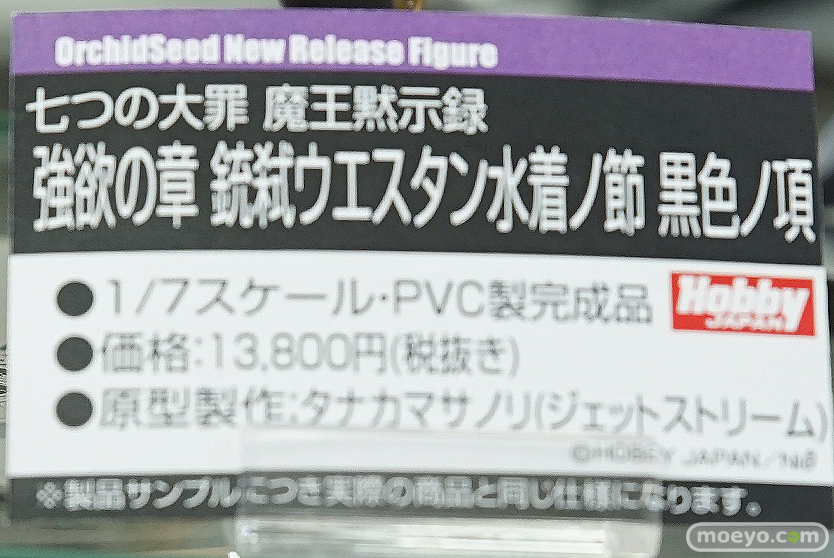 OrchidSeed New Release Figure
七つの大罪 魔王黙示録
強欲の章 銃弑ウエスタン水着ノ節 黒色ノ項
●1/7スケール・PVC製完成品
Hobby
JAPAN
●価格:13,800円(税抜き)
●原型製作:タナカマサノリ(ジェットストリーム)
©HOBBY JAPAN/Niθ
※製品サンプルにつき実際の商品と同じ仕様になります。
moeyo.com